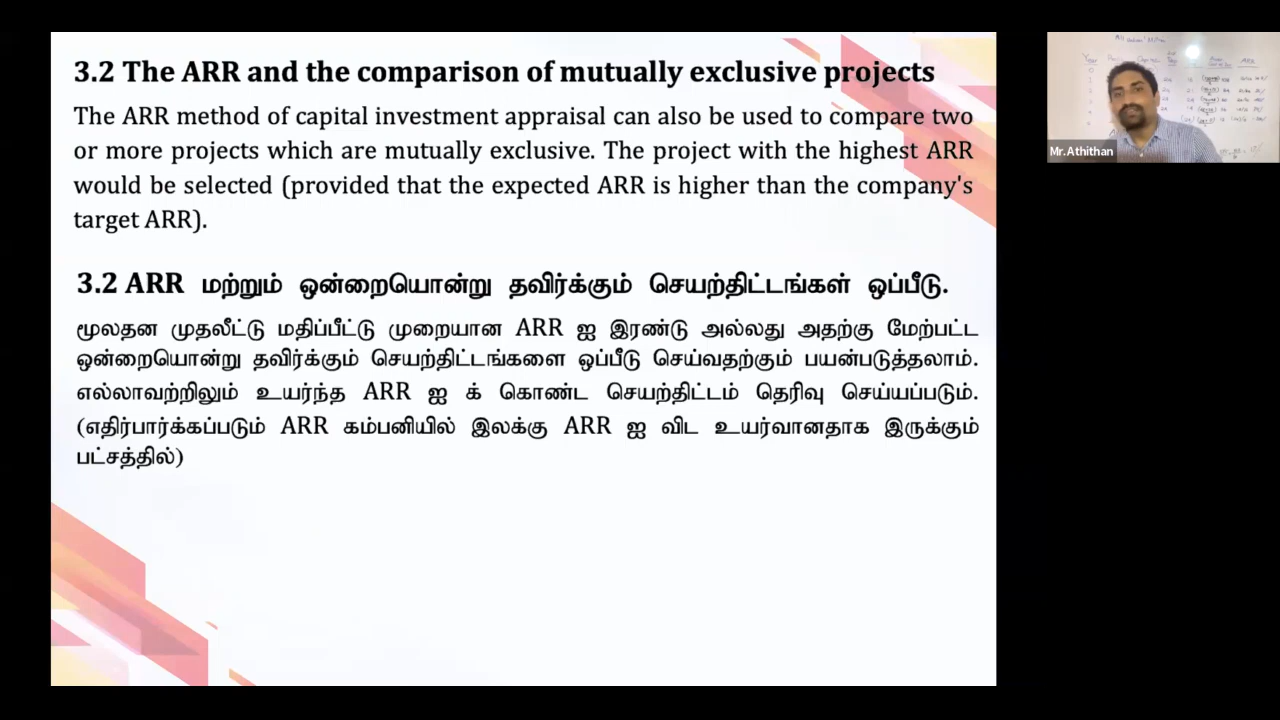 3.2 The ARR and the comparison of mutually exclusive projects
The ARR method of capital investment appraisal can also be used to compare two
or more projects which are mutually exclusive. The project with the highest ARR
would be selected (provided that the expected ARR is higher than the company's
target ARR).
3.2 ARR மற்றும் ஒன்றையொன்று தவிர்க்கும் செயற்திட்டங்கள் ஒப்பீடு.
மூலதன முதலீட்டு மதிப்பீட்டு முறையான ARR ஐ இரண்டு அல்லது அதற்கு மேற்பட்ட
ஒன்றையொன்று தவிர்க்கும் செயற்திட்டங்களை ஒப்பீடு செய்வதற்கும் பயன்படுத்தலாம்.
எல்லாவற்றிலும் உயர்ந்த ARR ஐ க் கொண்ட செயற்திட்டம் தெரிவு செய்யப்படும்.
(எதிர்பார்க்கப்படும் ARR கம்பனியில் இலக்கு ARR ஐ விட உயர்வானதாக இருக்கும்
பட்சத்தில்)
Year
ARR
Mr.Athithan